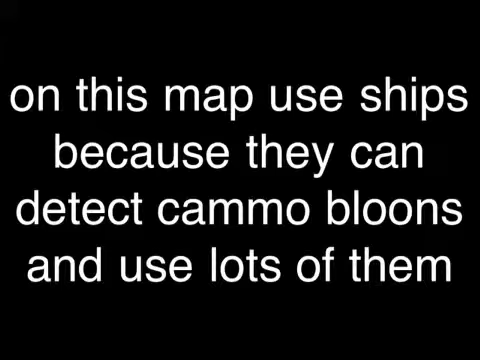 on this map use ships
because they can
detect cammo bloons
and use lots of them